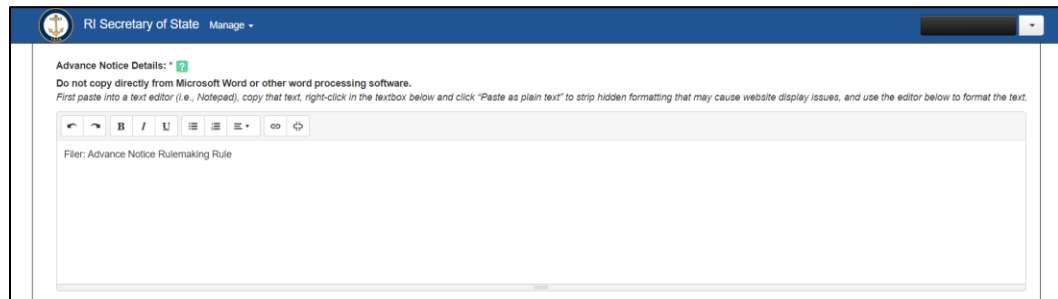 RI Secretary of State Manage
Advance Notice Details: * ?
Do not copy directly from Microsoft Word or other word processing software.
First paste into a text editor (i.e., Notepad), copy that text, right-click in the textbox below and click "Paste as plain text" to strip hidden formatting that may cause website display issues, and use the editor below to format the text.
B I U
Filer: Advance Notice Rulemaking Rule